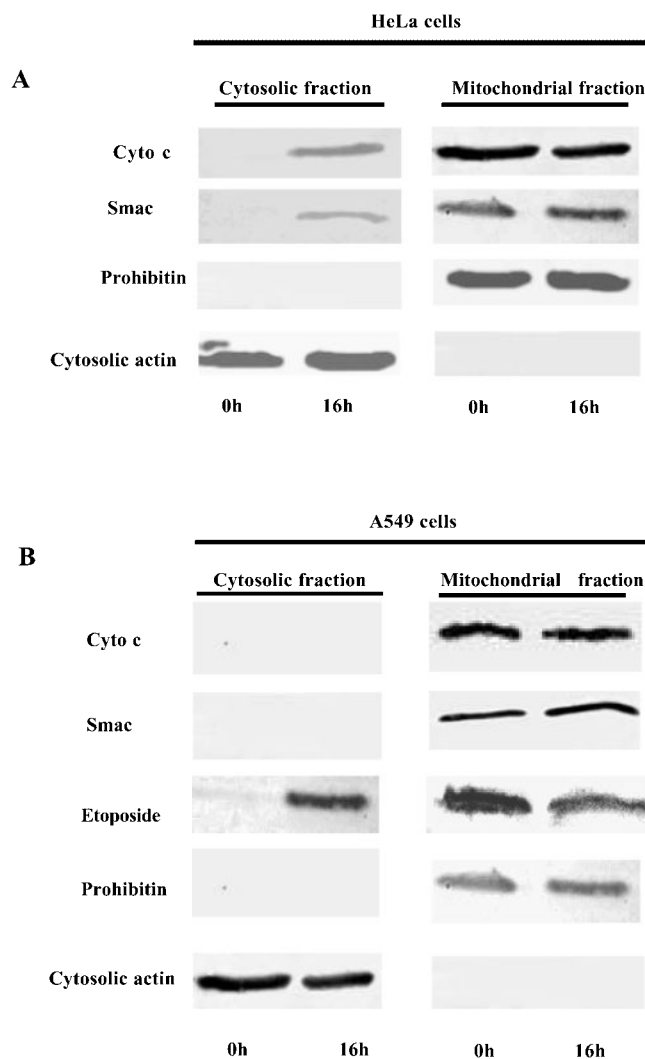 HeLa cells
A
Cytosolic fraction
Mitochondrial fraction
Cyto c
Smac
Prohibitin
Cytosolic actin
0h 16h 0h 16h
A549 cells
B
Cytosolic fraction
Mitochondrial fraction
Cyto c
Smac
Etoposide
Prohibitin
Cytosolic actin
0h 16h 0h 16h